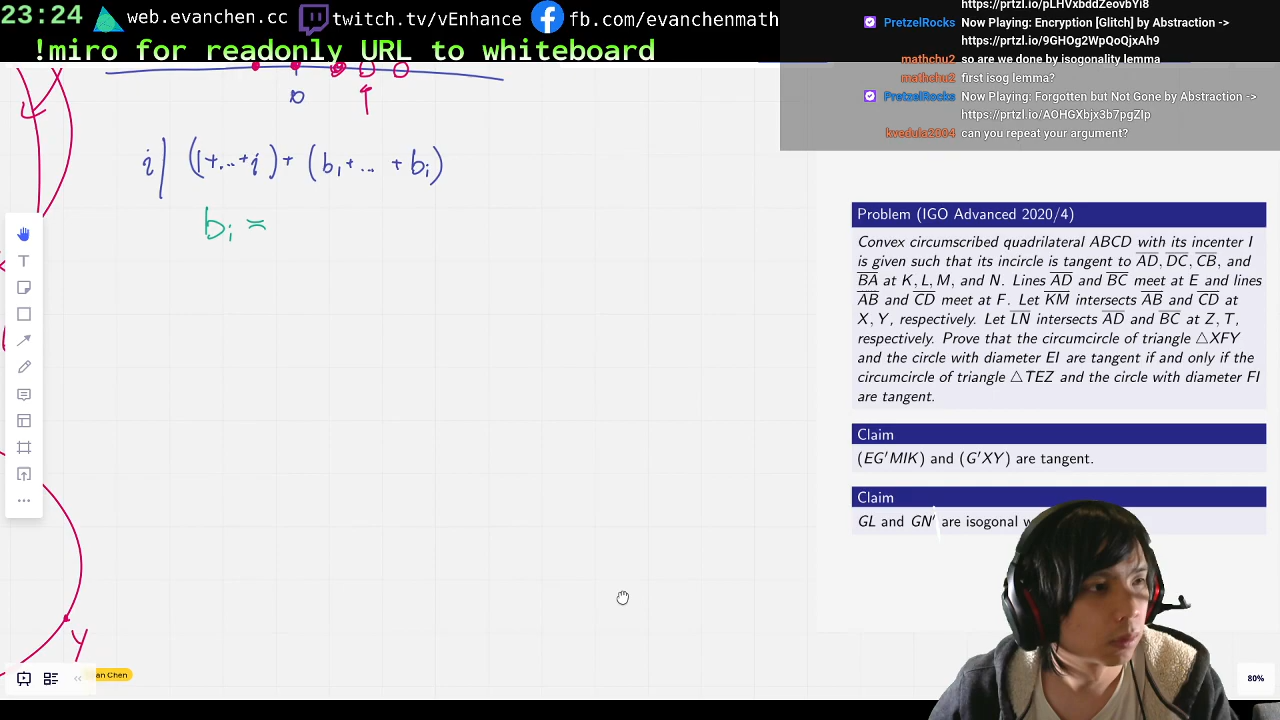 23:24
web.evanchen.cc
twitch.tv/vEnhance
fb.com/evanchenmath
!miro for readonly URL to whiteboard
https://prtzl.io/pLHVxbddZeovbYi8
PretzelRocks Now Playing: Encryption [Glitch] by Abstraction ->
https://prtzl.io/9GHOg2WpQoQjxAh9
mathchu2 so are we done by isogonality lemma
mathchu2 first isog lemma?
PretzelRocks Now Playing: Forgotten but Not Gone by Abstraction ->
https://prtzl.io/AOHGXbjx3b7pgZIp
kvedula2004 can you repeat your argument?
10
i | (1+...+i) + (b₁+... + bᵢ)
bᵢ =
Y
Evan Chen
Problem (IGO Advanced 2020/4)
Convex circumscribed quadrilateral ABCD with its incenter I
is given such that its incircle is tangent to AD, DC, CB, and
BA at K, L, M, and N. Lines AD and BC meet at E and lines
AB and CD meet at F. Let KM intersects AB and CD at
X, Y, respectively. Let LN intersects AD and BC at Z, T,
respectively. Prove that the circumcircle of triangle △XFY
and the circle with diameter EI are tangent if and only if the
circumcircle of triangle △TEZ and the circle with diameter FI
are tangent.
Claim
(EG′MIK) and (G′XY) are tangent.
Claim
GL and GN′ are isogonal
80%